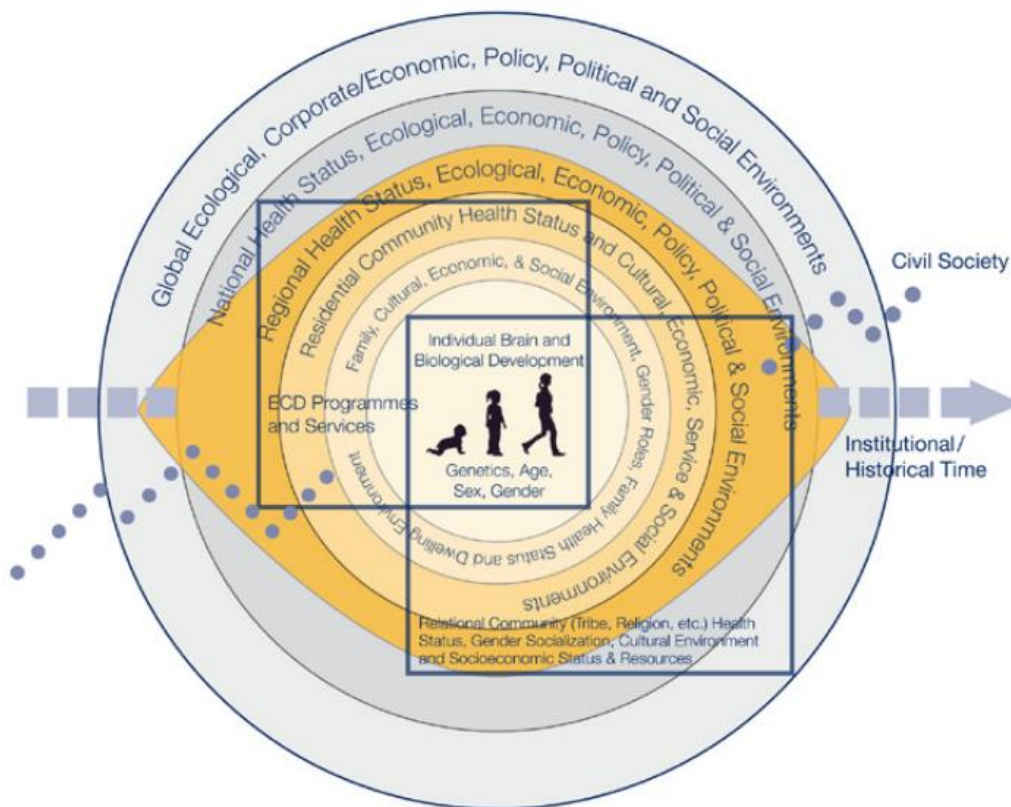 Global Ecological, Corporate/Economic, Policy, Political and Social Environments
National Health Status, Ecological, Economic, Policy, Political & Social Environments
Regional Health Status, Ecological, Economic, Policy, Political & Social Environments
Residential Community Health Status and Cultural, Economic, Service & Social Environments
Family, Cultural, Economic, & Social Environment, Gender Roles, Family Health Status and Dwelling Environment
Civil Society
Individual Brain and
Biological Development
ECD Programmes
and Services
Genetics, Age,
Sex, Gender
Institutional/
Historical Time
Relational Community (Tribe, Religion, etc.) Health
Status, Gender Socialization, Cultural Environment
and Socioeconomic Status & Resources